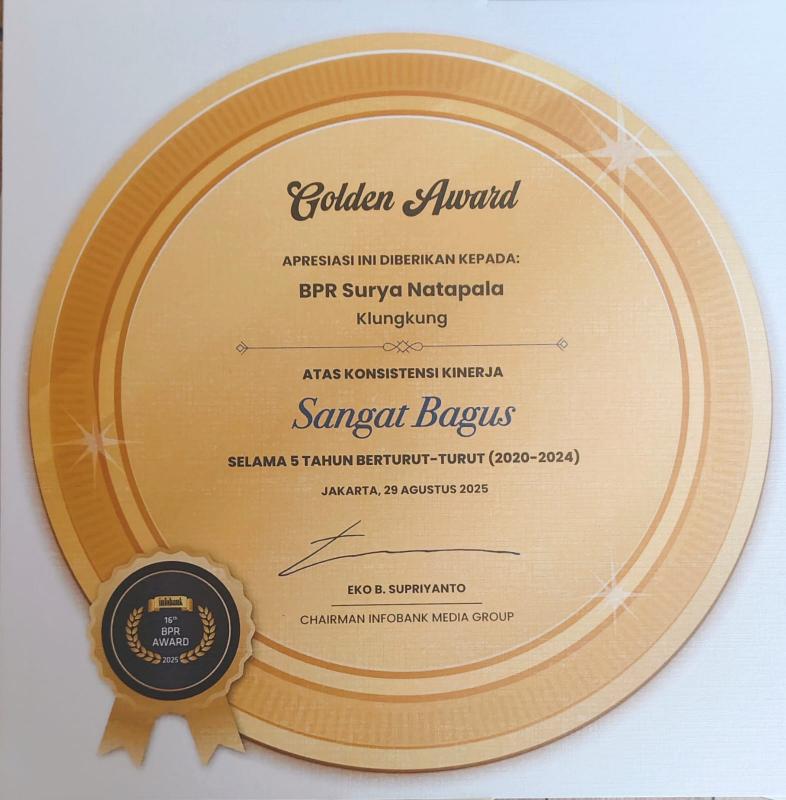 Golden Award
APRESIASI INI DIBERIKAN KEPADA:
BPR Surya Natapala
Klungkung
ATAS KONSISTENSI KINERJA
Sangat Bagus
SELAMA 5 TAHUN BERTURUT-TURUT (2020-2024)
JAKARTA, 29 AGUSTUS 2025
EKO B. SUPRIYANTO
CHAIRMAN INFOBANK MEDIA GROUP
infobank
16th
BPR
AWARD
2025